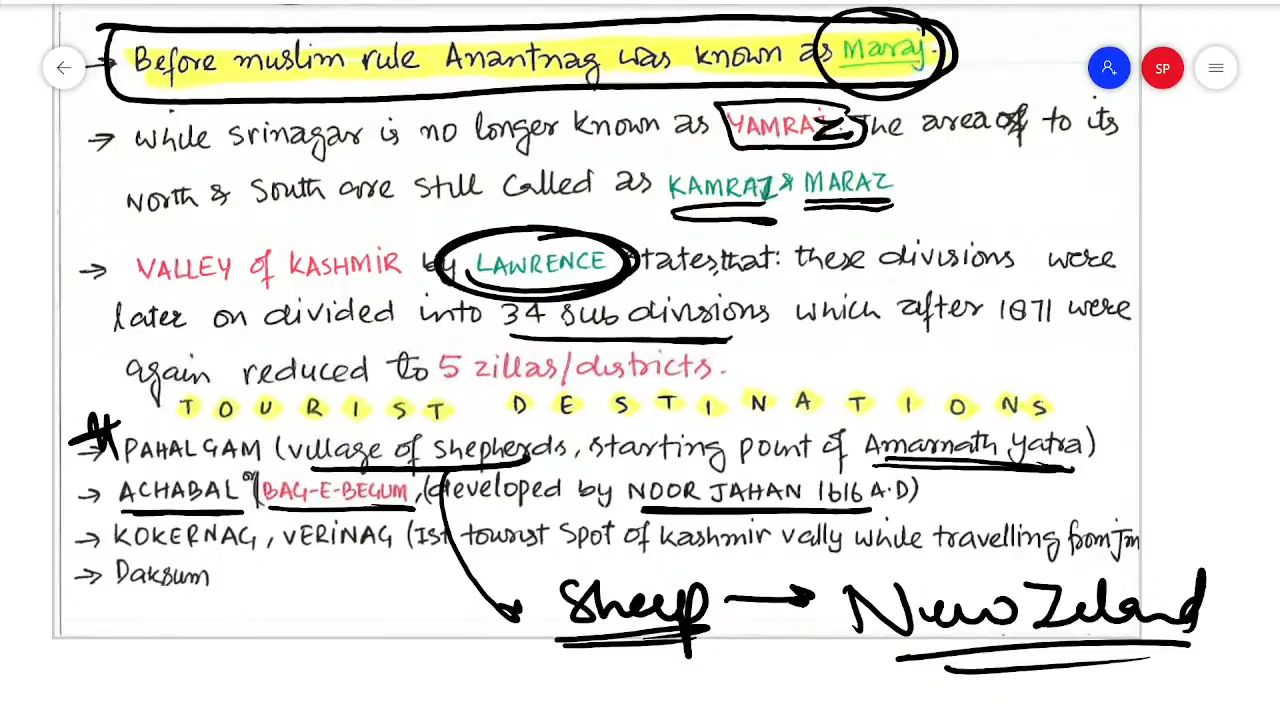 → Before muslim rule Anantnag was known as Maraj.
→ while srinagar is no longer known as YAMRAZ. The area of to its
North & South are still called as KAMRAZ & MARAZ
→ VALLEY of KASHMIR by LAWRENCE states that: these divisions were
later on divided into 34 sub divisions which after 1871 were
again reduced to 5 zillas/districts.
TOURIST DESTINATIONS
→ PAHALGAM (village of shepherds, starting point of Amarnath yatra)
→ ACHABAL or (BAG-E-BEGUM, (developed by NOOR JAHAN 1616 A.D)
→ KOKERNAG, VERINAG (Ist tourist spot of kashmir vally while travelling from Jm
→ Daksum
Sheep → New Zeland
SP